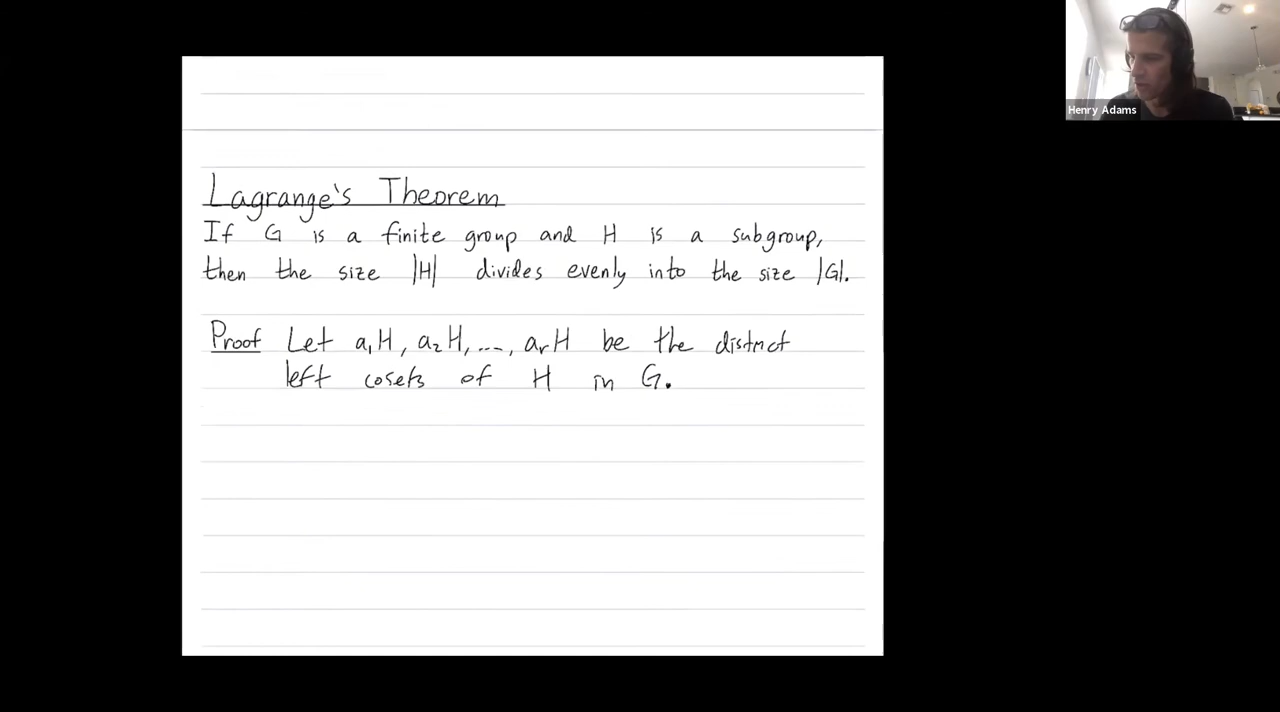 Henry Adams
Lagrange's Theorem
If G is a finite group and H is a subgroup,
then the size |H| divides evenly into the size |G|.
Proof Let a₁H, a₂H, ..., aᵣH be the distinct
left cosets of H in G.